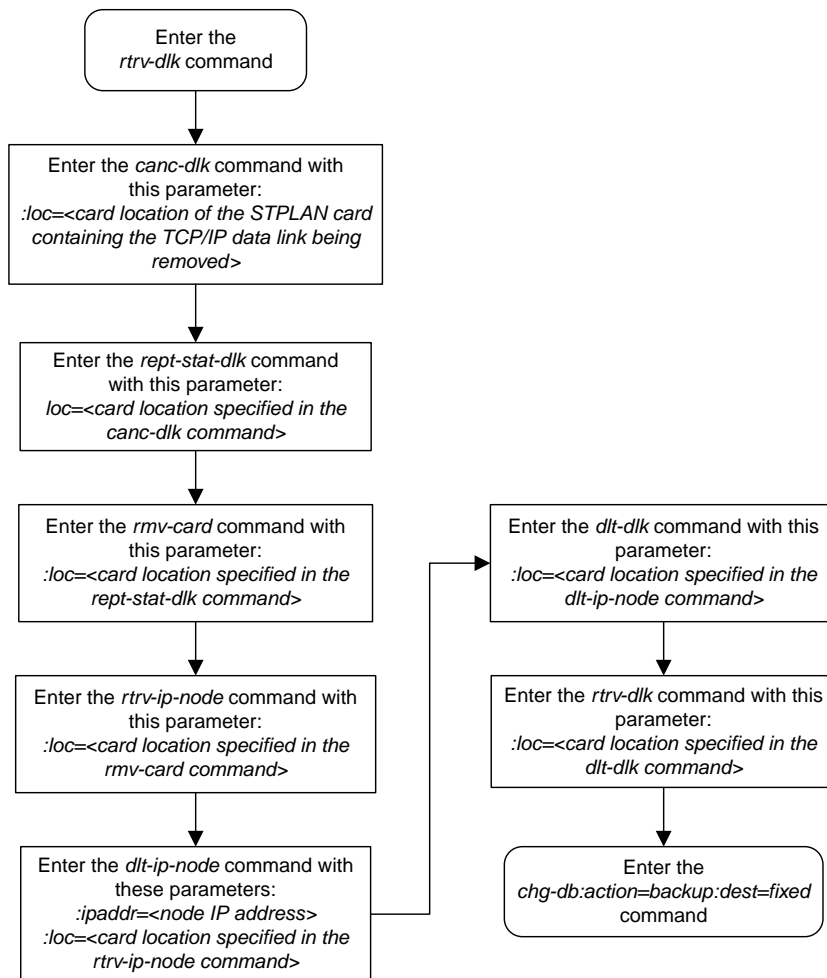 Enter the
rtrv-dlk command
Enter the canc-dlk command with
this parameter:
:loc=<card location of the STPLAN card
containing the TCP/IP data link being
removed>
Enter the rept-stat-dlk command
with this parameter:
loc=<card location specified in the
canc-dlk command>
Enter the rmv-card command with
this parameter:
:loc=<card location specified in the
rept-stat-dlk command>
Enter the rtrv-ip-node command with
this parameter:
:loc=<card location specified in the
rmv-card command>
Enter the dlt-ip-node command with
these parameters:
:ipaddr=<node IP address>
:loc=<card location specified in the
rtrv-ip-node command>
Enter the dlt-dlk command with this
parameter:
:loc=<card location specified in the
dlt-ip-node command>
Enter the rtrv-dlk command with this
parameter:
:loc=<card location specified in the
dlt-dlk command>
Enter the
chg-db:action=backup:dest=fixed
command